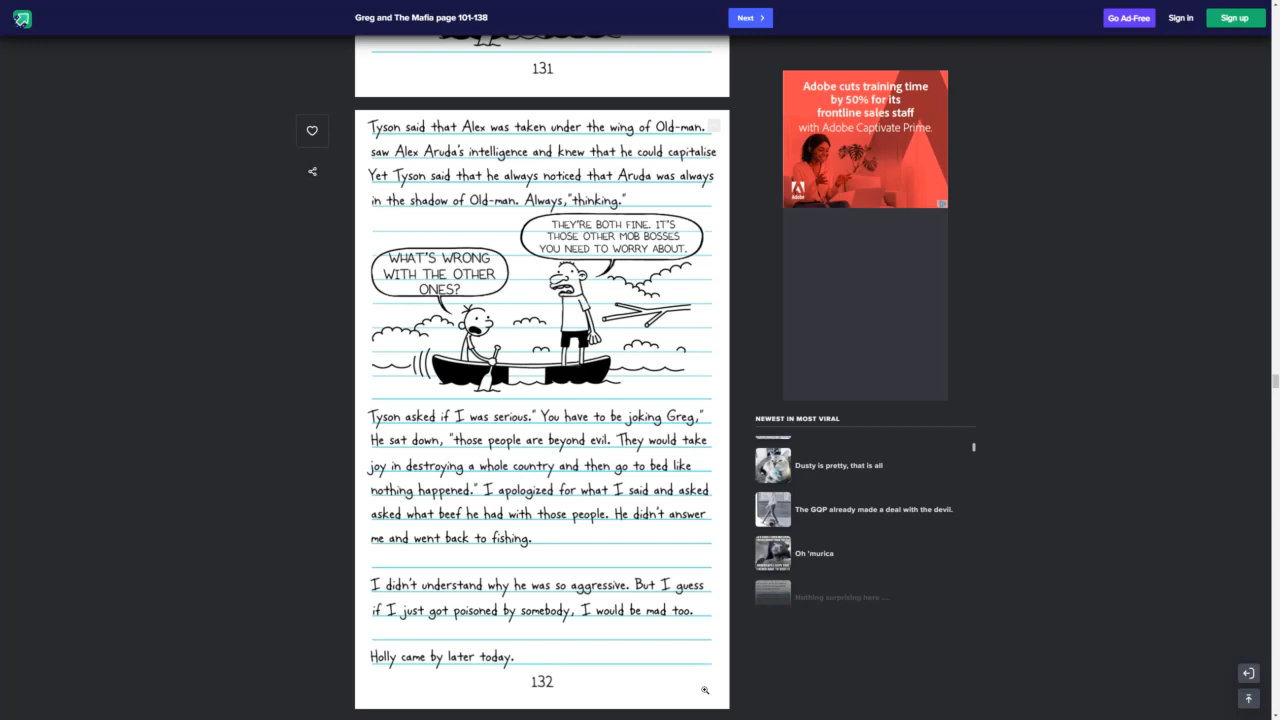 Greg and The Mafia page 101-138
Next
Go Ad-Free
Sign in
Sign up
131
Tyson said that Alex was taken under the wing of Old-man.
saw Alex Aruda's intelligence and knew that he could capitalise
Yet Tyson said that he always noticed that Aruda was always
in the shadow of Old-man. Always,"thinking."
THEY'RE BOTH FINE. IT'S
THOSE OTHER MOB BOSSES
YOU NEED TO WORRY ABOUT.
WHAT'S WRONG
WITH THE OTHER
ONES?
Tyson asked if I was serious." You have to be joking Greg,"
He sat down, "those people are beyond evil. They would take
joy in destroying a whole country and then go to bed like
nothing happened." I apologized for what I said and asked
asked what beef he had with those people. He didn't answer
me and went back to fishing.
I didn't understand why he was so aggressive. But I guess
if I just got poisoned by somebody, I would be mad too.
Holly came by later today.
132
Adobe cuts training time
by 50% for its
frontline sales staff
with Adobe Captivate Prime.
Adobe
NEWEST IN MOST VIRAL
Dusty is pretty, that is all
The GQP already made a deal with the devil.
Oh 'murica
Nothing surprising here ....